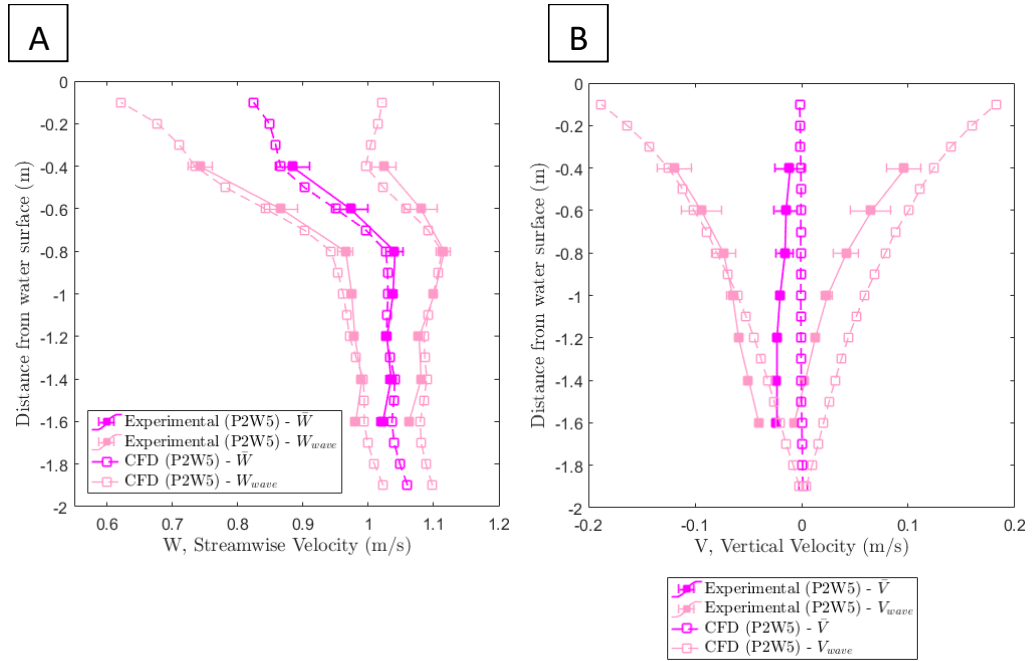 A
B
0
-0.2
-0.4
-0.6
-0.8
-1
-1.2
-1.4
-1.6
-1.8
-2
Distance from water surface (m)
0.6 0.7 0.8 0.9 1 1.1 1.2
W, Streamwise Velocity (m/s)
Experimental (P2W5) - V̄
Experimental (P2W5) - W_wave
CFD (P2W5) - W̄
CFD (P2W5) - W_wave
0
-0.2
-0.4
-0.6
-0.8
-1
-1.2
-1.4
-1.6
-1.8
-2
Distance from water surface (m)
-0.2 -0.1 0 0.1 0.2
V, Vertical Velocity (m/s)
Experimental (P2W5) - V̄
Experimental (P2W5) - V_wave
CFD (P2W5) - V̄
CFD (P2W5) - V_wave